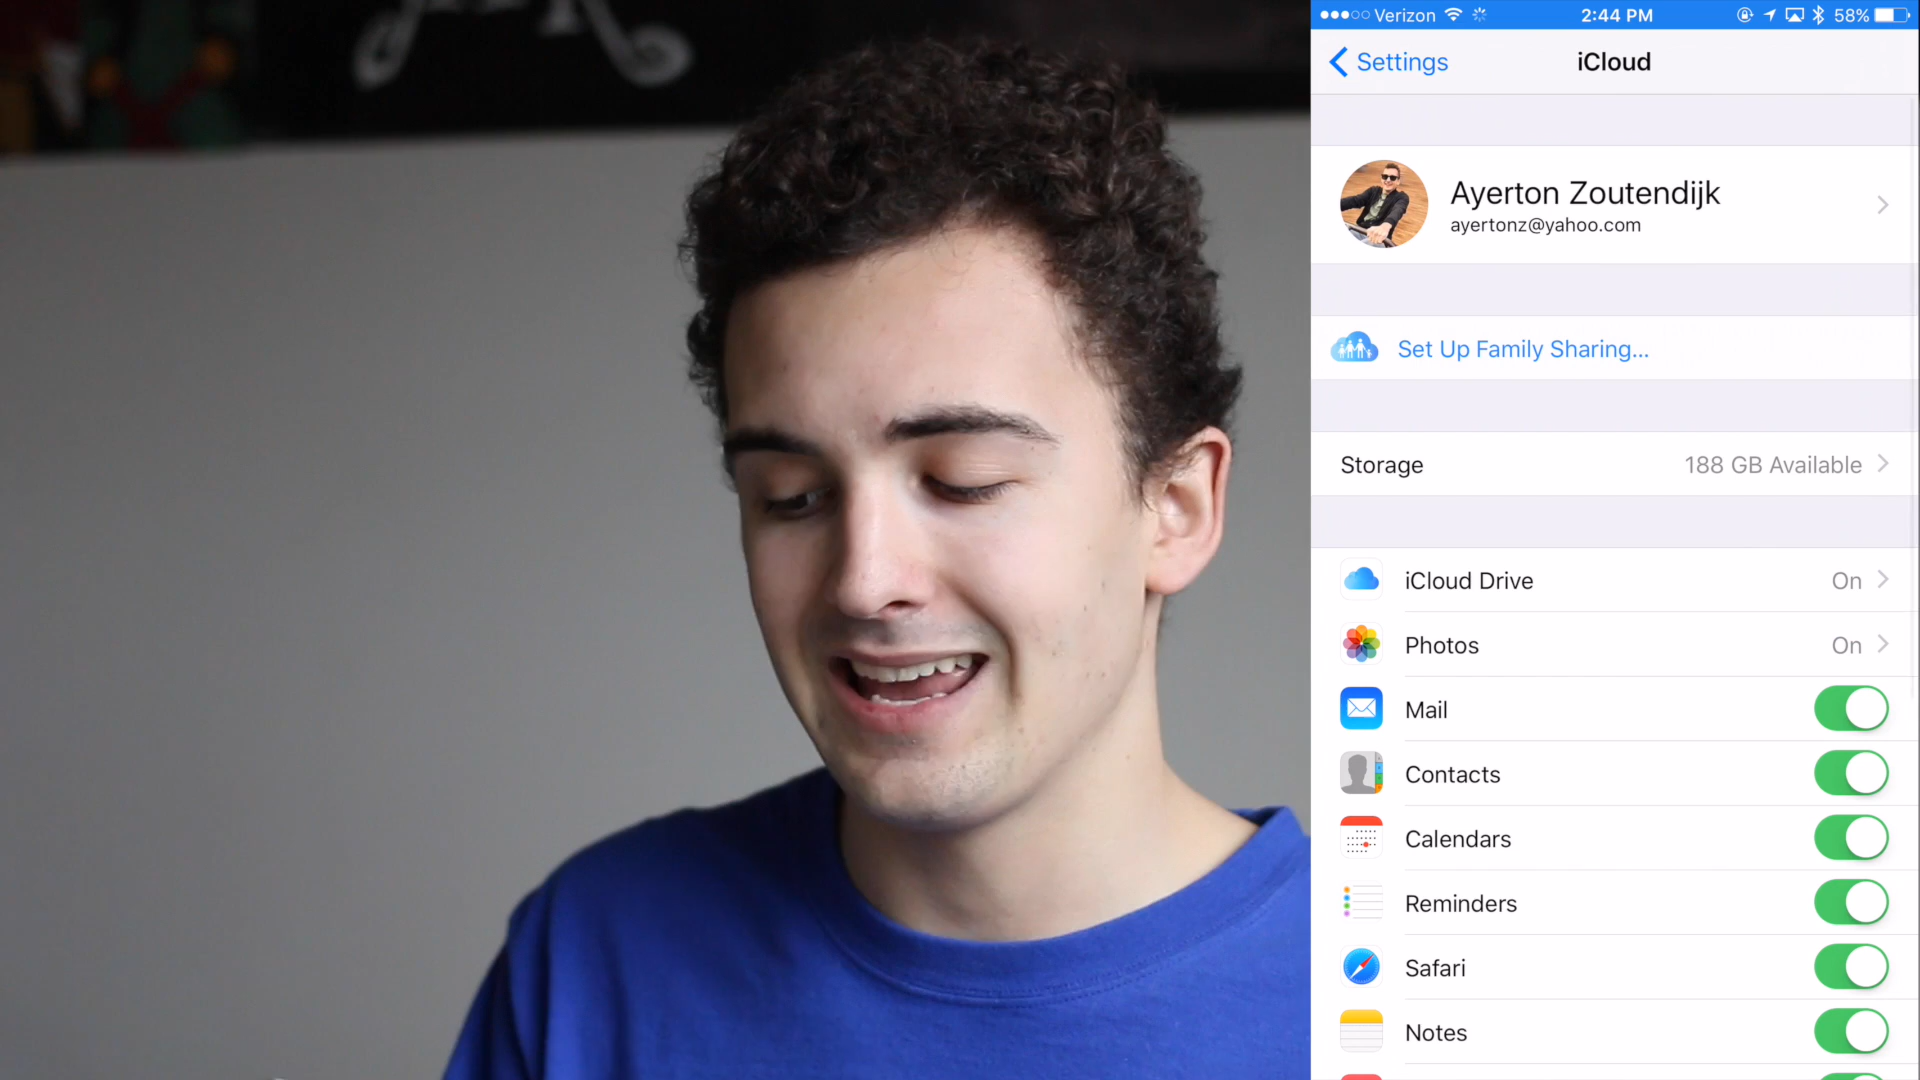 Verizon 2:44 PM 58%
Settings iCloud
Ayerton Zoutendijk
ayertonz@yahoo.com
Set Up Family Sharing...
Storage 188 GB Available
iCloud Drive On
Photos On
Mail
Contacts
Calendars
Reminders
Safari
Notes